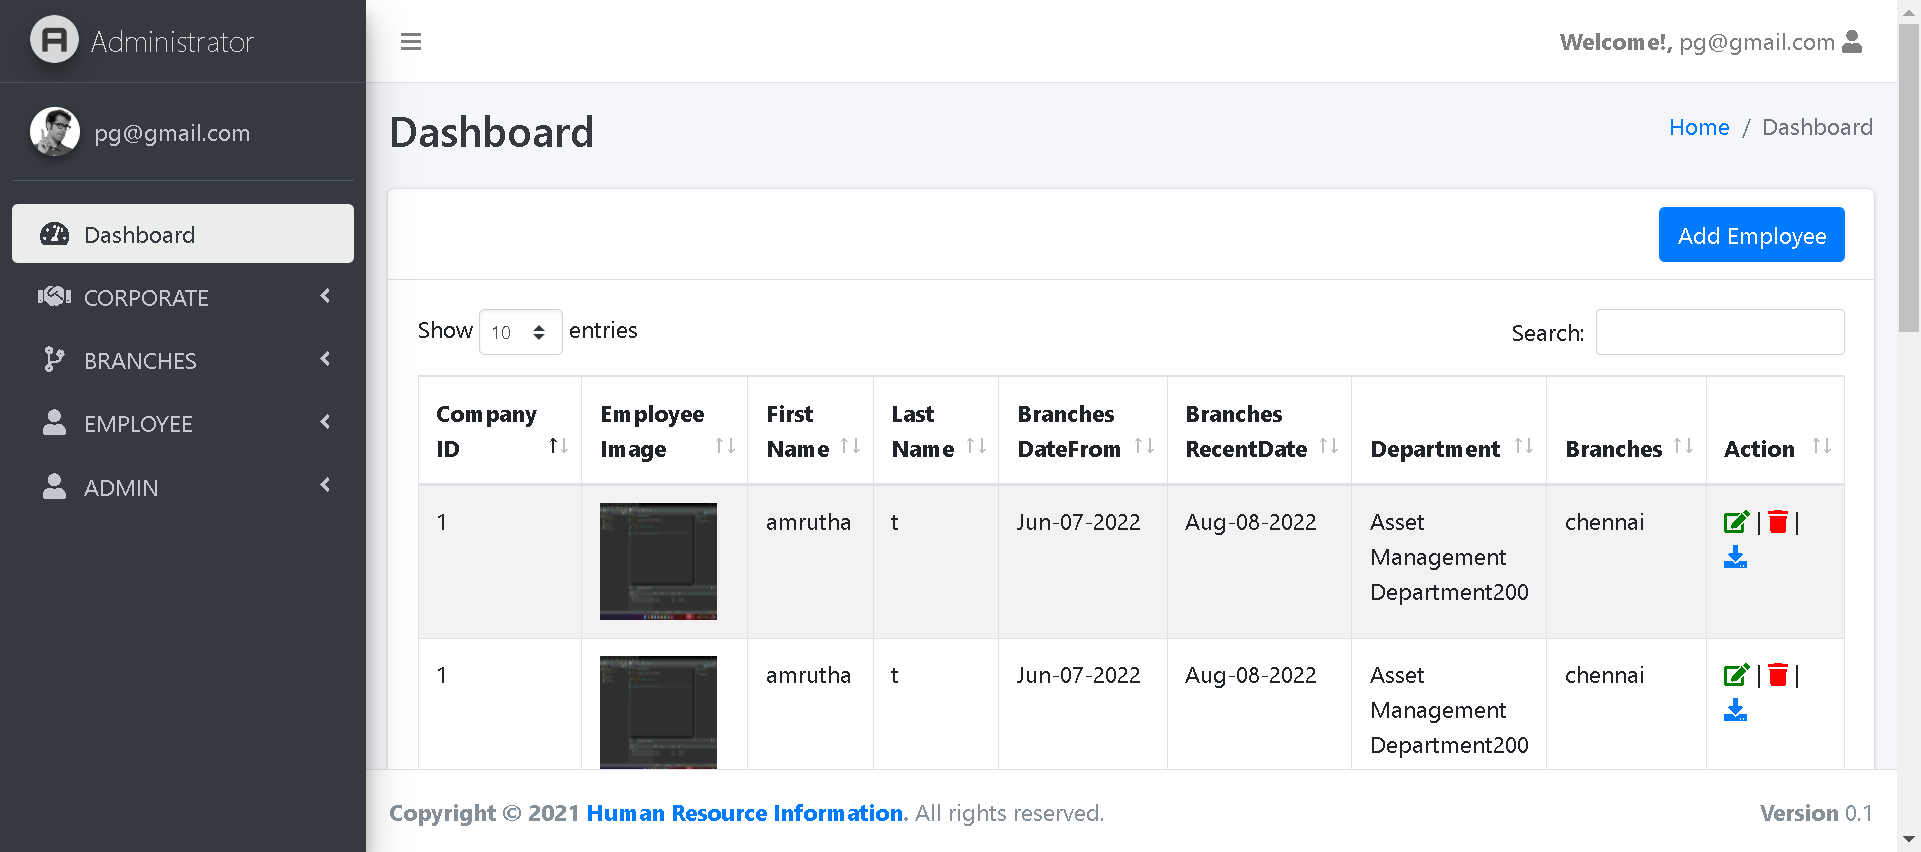 Administrator
Welcome!, pg@gmail.com
pg@gmail.com
Dashboard
CORPORATE
BRANCHES
EMPLOYEE
ADMIN
Dashboard
Home / Dashboard
Add Employee
Show 10 entries
Search:
Company ID
Employee Image
First Name
Last Name
Branches DateFrom
Branches RecentDate
Department
Branches
Action
1 amrutha t Jun-07-2022 Aug-08-2022 Asset Management Department200 chennai | |
1 amrutha t Jun-07-2022 Aug-08-2022 Asset Management Department200 chennai | |
Copyright © 2021 Human Resource Information. All rights reserved.
Version 0.1